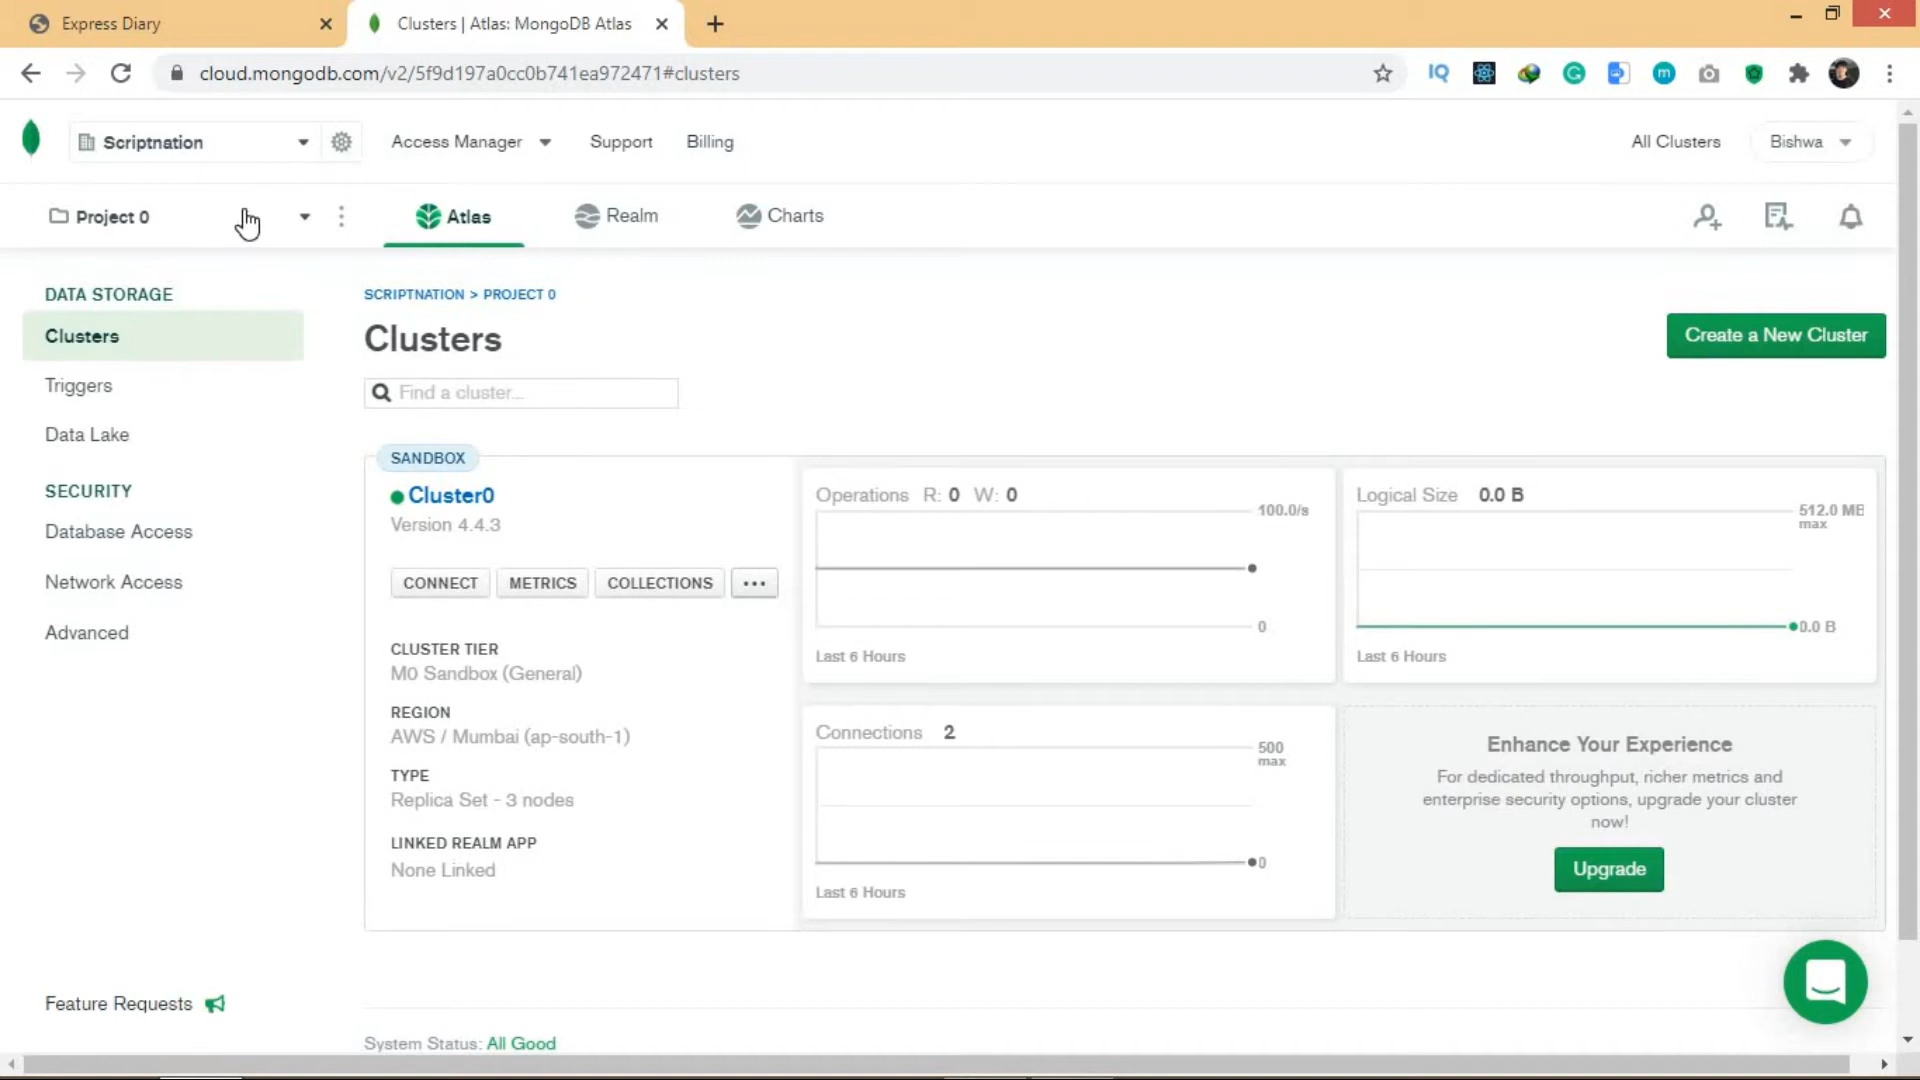 Express Diary
Clusters | Atlas: MongoDB Atlas
cloud.mongodb.com/v2/5f9d197a0cc0b741ea972471#clusters
IQ
Scriptnation
Access Manager
Support
Billing
All Clusters
Bishwa
Project 0
Atlas
Realm
Charts
DATA STORAGE
Clusters
Triggers
Data Lake
SECURITY
Database Access
Network Access
Advanced
Feature Requests
SCRIPTNATION > PROJECT 0
Clusters
Create a New Cluster
Find a cluster...
SANDBOX
Cluster0
Version 4.4.3
CONNECT
METRICS
COLLECTIONS
...
CLUSTER TIER
M0 Sandbox (General)
REGION
AWS / Mumbai (ap-south-1)
TYPE
Replica Set - 3 nodes
LINKED REALM APP
None Linked
Operations R: 0 W: 0
100.0/s
0
Last 6 Hours
Logical Size 0.0 B
512.0 MB
max
0.0 B
Last 6 Hours
Connections 2
500
max
0
Last 6 Hours
Enhance Your Experience
For dedicated throughput, richer metrics and
enterprise security options, upgrade your cluster
now!
Upgrade
System Status: All Good